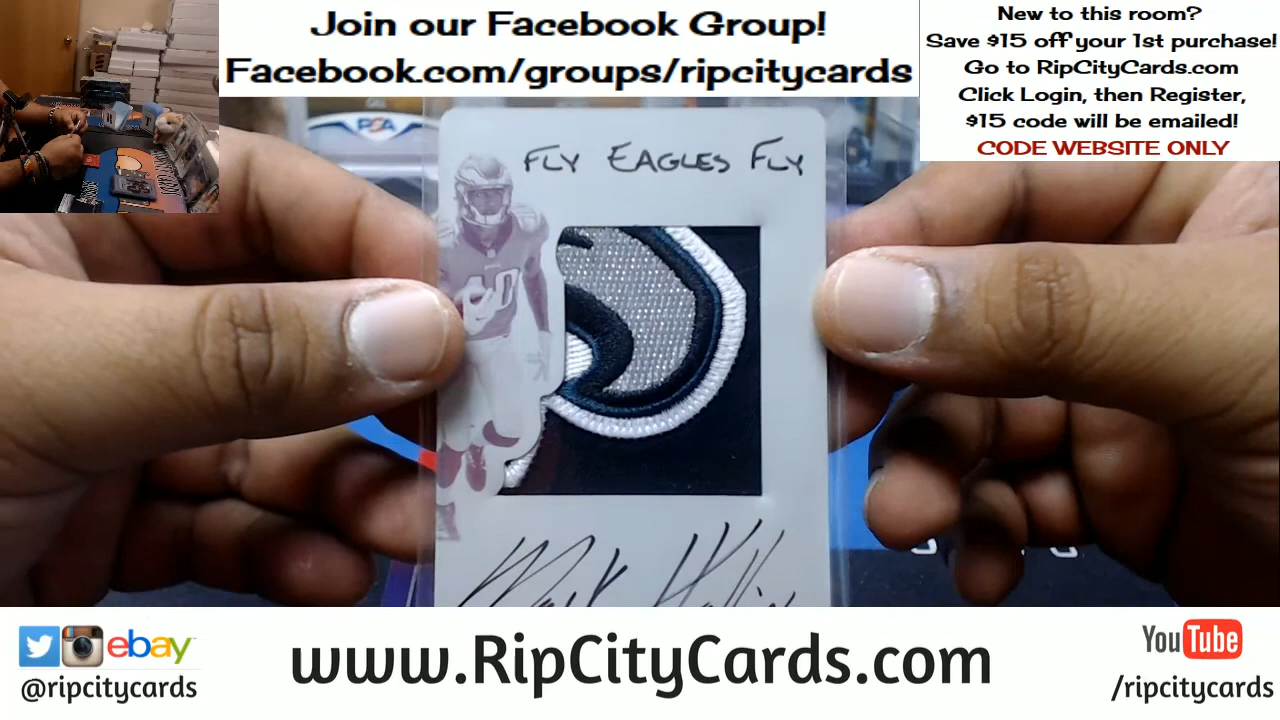 Join our Facebook Group!
Facebook.com/groups/ripcitycards
New to this room?
Save $15 off your 1st purchase!
Go to RipCityCards.com
Click Login, then Register,
$15 code will be emailed!
CODE WEBSITE ONLY
PSA
FLY EAGLES FLY
10
ebay
@ripcitycards
www.RipCityCards.com
YouTube
/ripcitycards